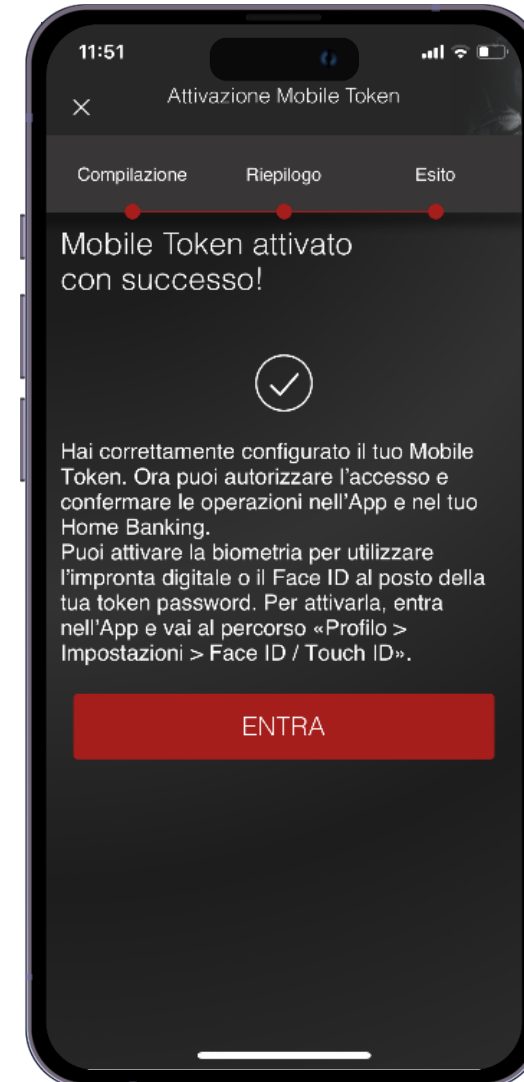 11:51
Attivazione Mobile Token
Compilazione Riepilogo Esito
Mobile Token attivato
con successo!
Hai correttamente configurato il tuo Mobile
Token. Ora puoi autorizzare l'accesso e
confermare le operazioni nell'App e nel tuo
Home Banking.
Puoi attivare la biometria per utilizzare
l'impronta digitale o il Face ID al posto della
tua token password. Per attivarla, entra
nell'App e vai al percorso «Profilo >
Impostazioni > Face ID / Touch ID».
ENTRA